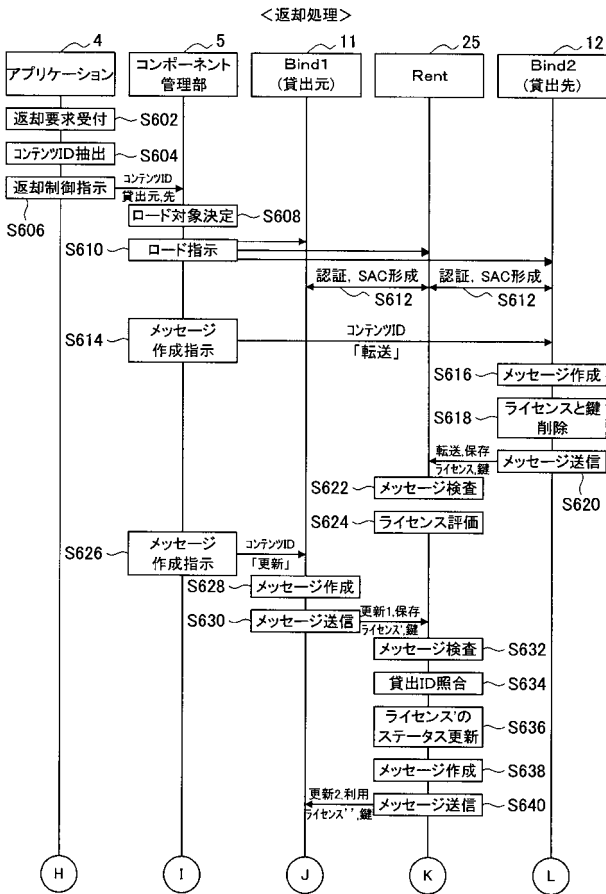 ＜返却処理＞
4
5
11
25
12
アプリケーション
コンポーネント
管理部
Bind1
(貸出元)
Rent
Bind2
(貸出先)
返却要求受付
S602
コンテンツID抽出
S604
返却制御指示
コンテンツID
貸出元,先
S606
ロード対象決定
S608
S610
ロード指示
認証, SAC形成
認証, SAC形成
S612
S612
S614
メッセージ
作成指示
コンテンツID
「転送」
S616
メッセージ作成
S618
ライセンスと鍵
削除
転送,保存
ライセンス,鍵
メッセージ送信
S620
S622
メッセージ検査
S624
ライセンス評価
S626
メッセージ
作成指示
コンテンツID
「更新」
S628
メッセージ作成
S630
メッセージ送信
更新1,保存
ライセンス',鍵
メッセージ検査
S632
貸出ID照合
S634
ライセンス'の
ステータス更新
S636
メッセージ作成
S638
更新2,利用
ライセンス'',鍵
メッセージ送信
S640
H
I
J
K
L